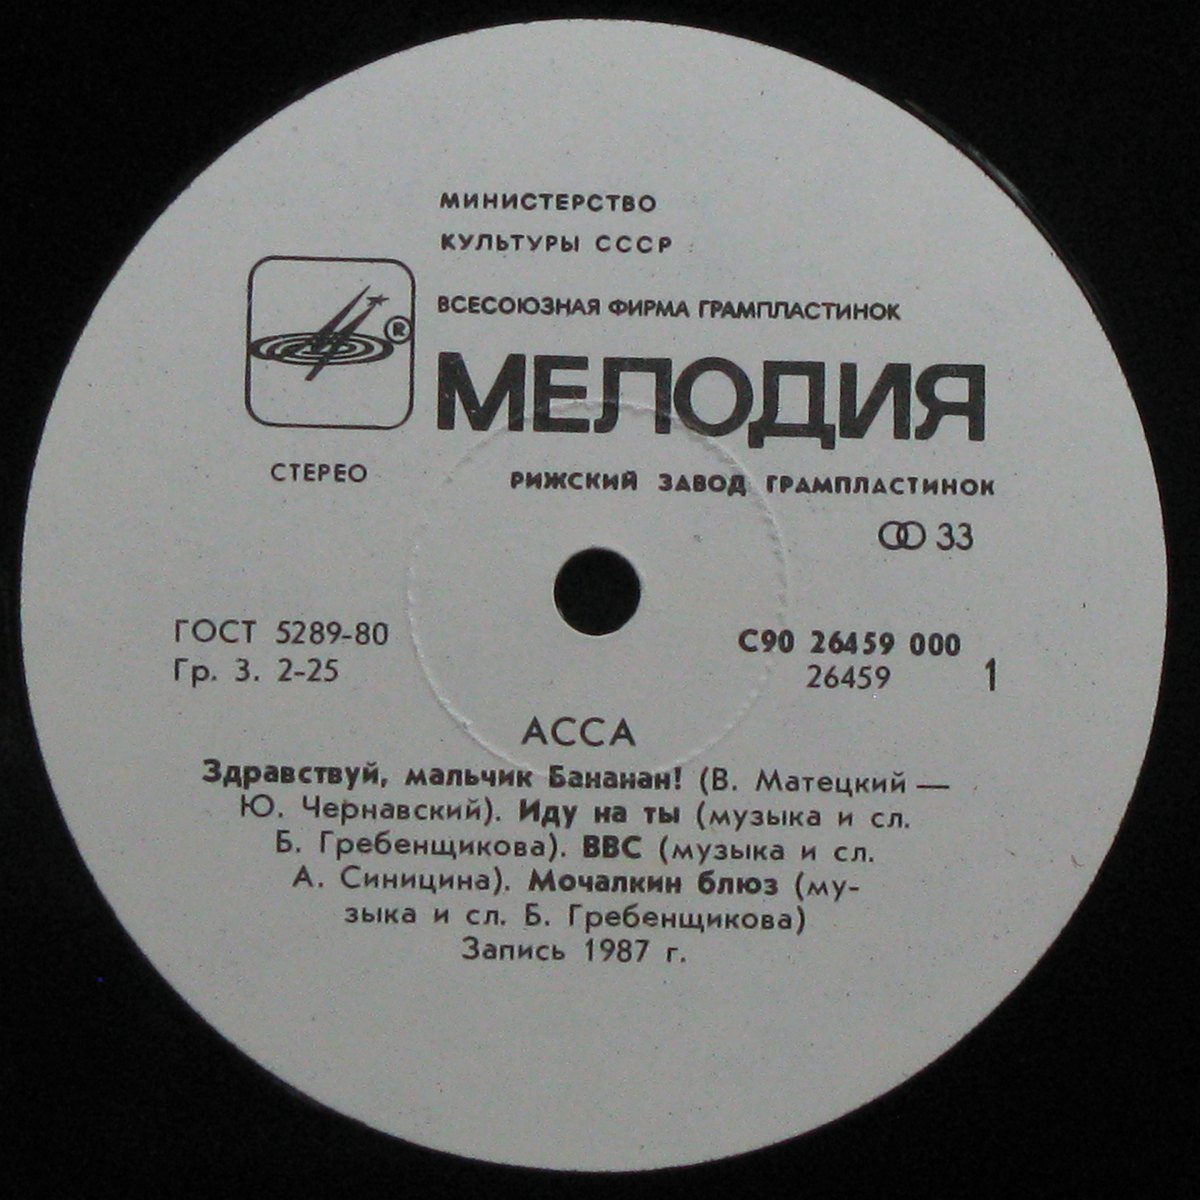 МИНИСТЕРСТВО
КУЛЬТУРЫ СССР
ВСЕСОЮЗНАЯ ФИРМА ГРАМПЛАСТИНОК
®
МЕЛОДИЯ
СТЕРЕО
РИЖСКИЙ ЗАВОД ГРАМПЛАСТИНОК
33
ГОСТ 5289-80
Гр. 3. 2-25
С90 26459 000
26459 1
АССА
Здравствуй, мальчик Бананан! (В. Матецкий —
Ю. Чернавский). Иду на ты (музыка и сл.
Б. Гребенщикова). ВВС (музыка и сл.
А. Синицина). Мочалкин блюз (му-
зыка и сл. Б. Гребенщикова)
Запись 1987 г.